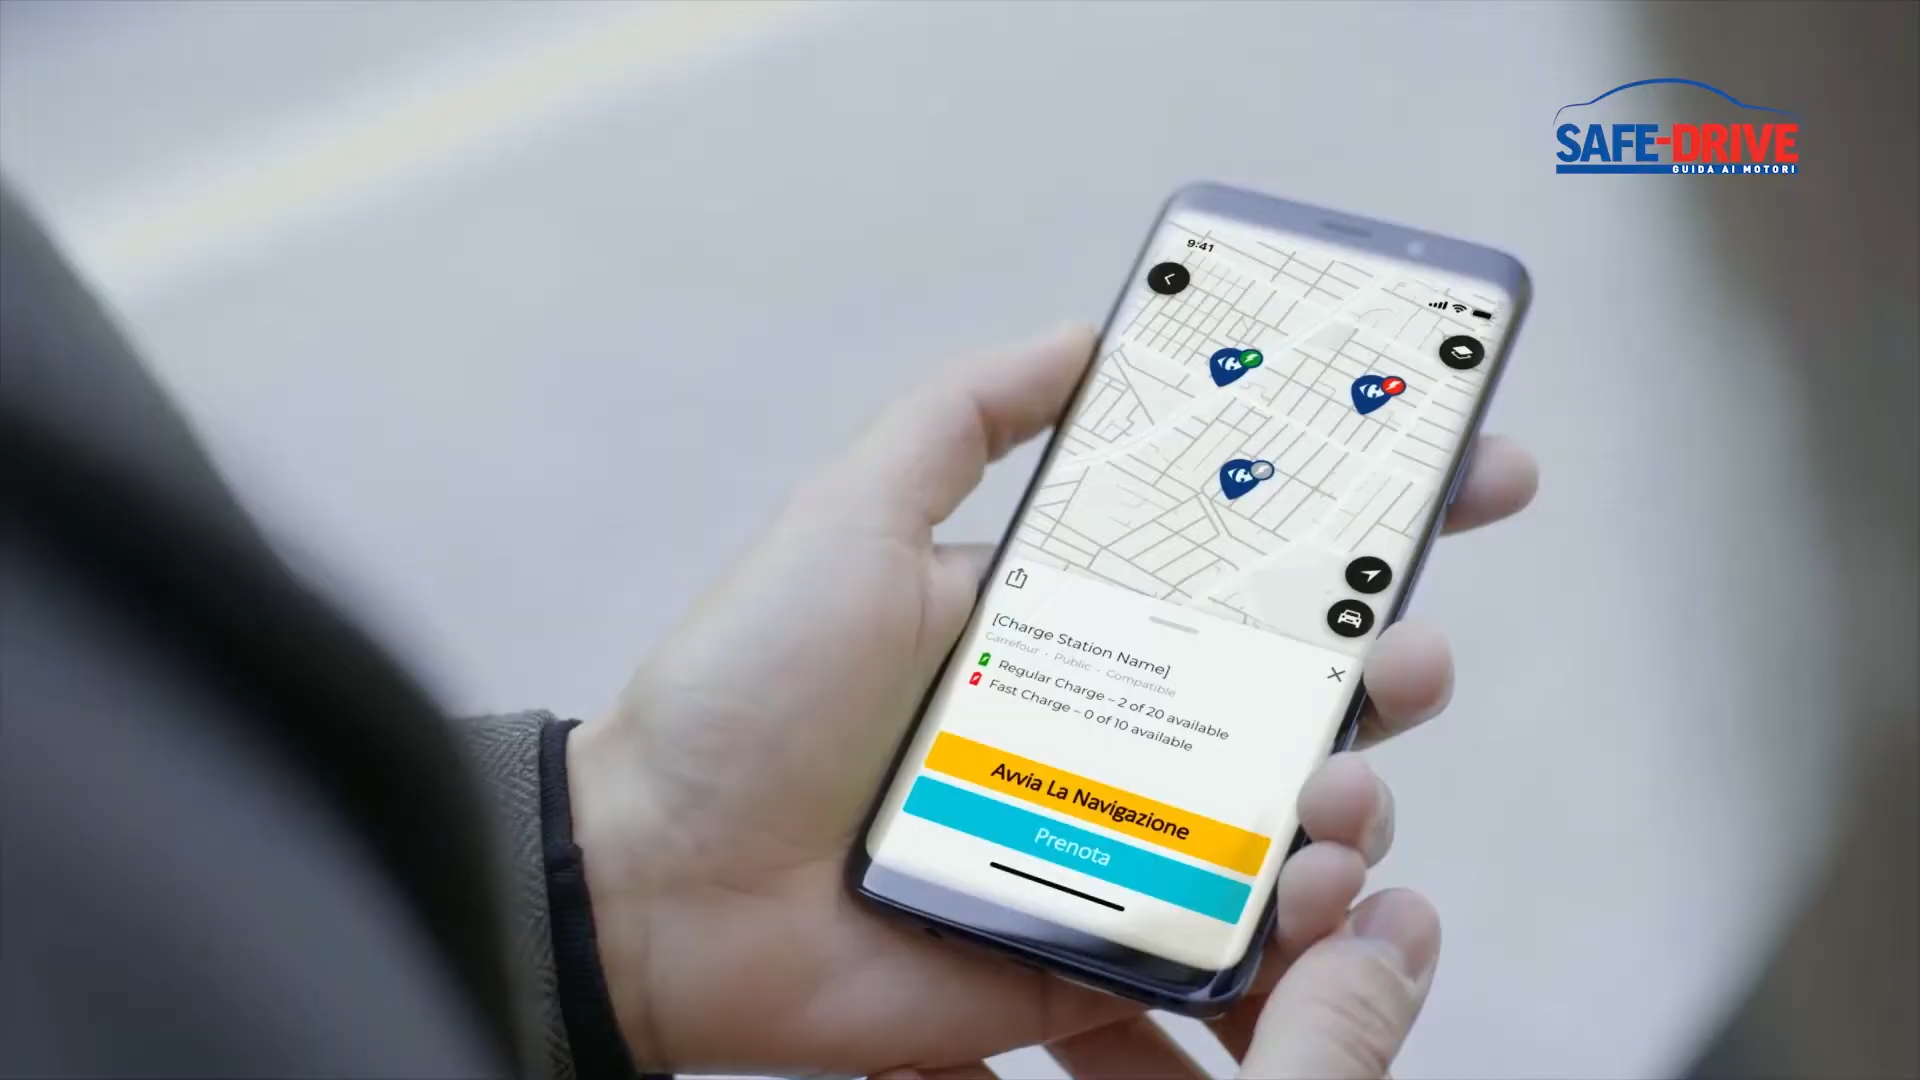 SAFE-DRIVE
GUIDA AI MOTORI
9:41
[Charge Station Name]
Carrefour · Public · Compatible
Regular Charge – 2 of 20 available
Fast Charge – 0 of 10 available
Avvia La Navigazione
Prenota